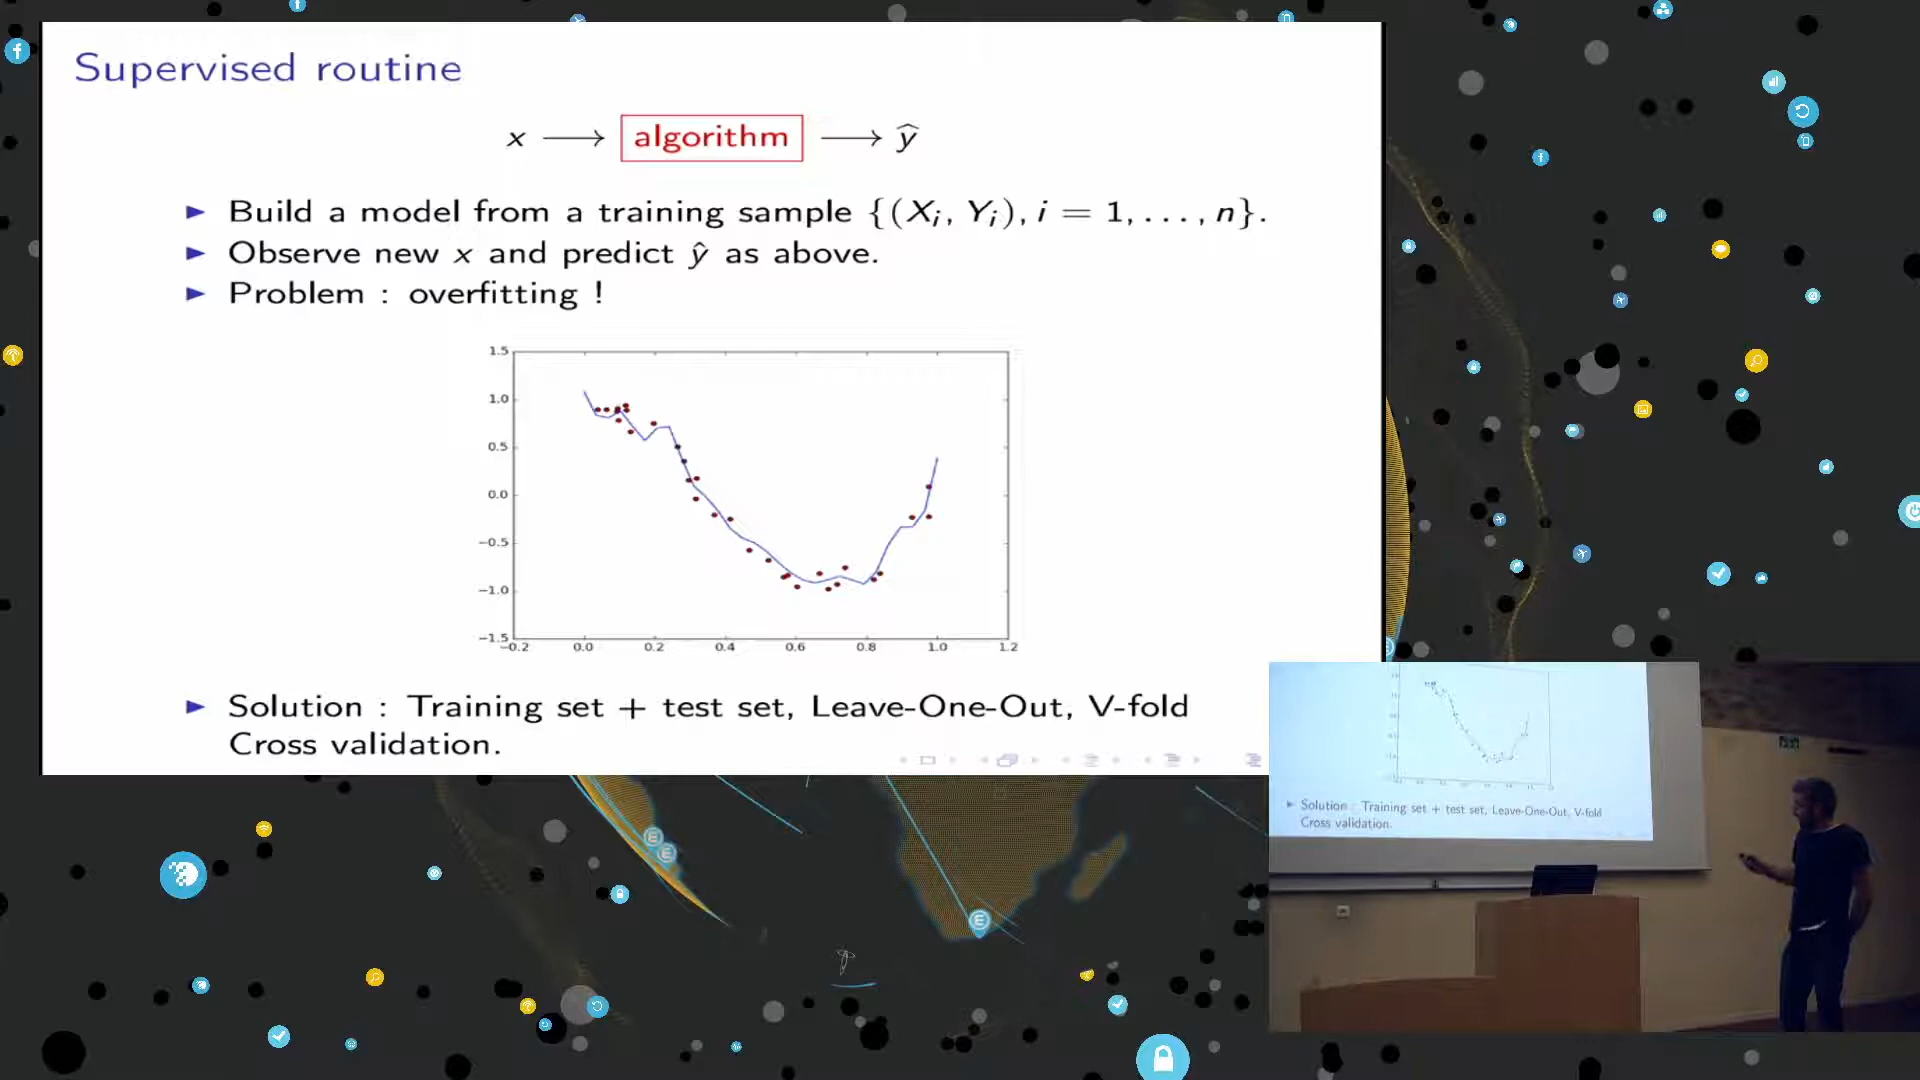 Supervised routine
x ⟶ algorithm ⟶ ŷ
► Build a model from a training sample {(Xᵢ, Yᵢ), i = 1, . . . , n}.
► Observe new x and predict ŷ as above.
► Problem : overfitting !
1.5
1.0
0.5
0.0
−0.5
−1.0
−1.5
−0.2 0.0 0.2 0.4 0.6 0.8 1.0 1.2
► Solution : Training set + test set, Leave-One-Out, V-fold
Cross validation.
► Solution : Training set + test set, Leave-One-Out, V-fold
Cross validation.